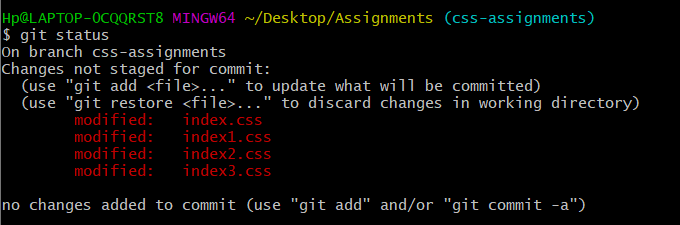 Hp@LAPTOP-OCQQRST8 MINGW64 ~/Desktop/Assignments (css-assignments)
$ git status
On branch css-assignments
Changes not staged for commit:
  (use "git add <file>..." to update what will be committed)
  (use "git restore <file>..." to discard changes in working directory)
        modified:   index.css
        modified:   index1.css
        modified:   index2.css
        modified:   index3.css

no changes added to commit (use "git add" and/or "git commit -a")